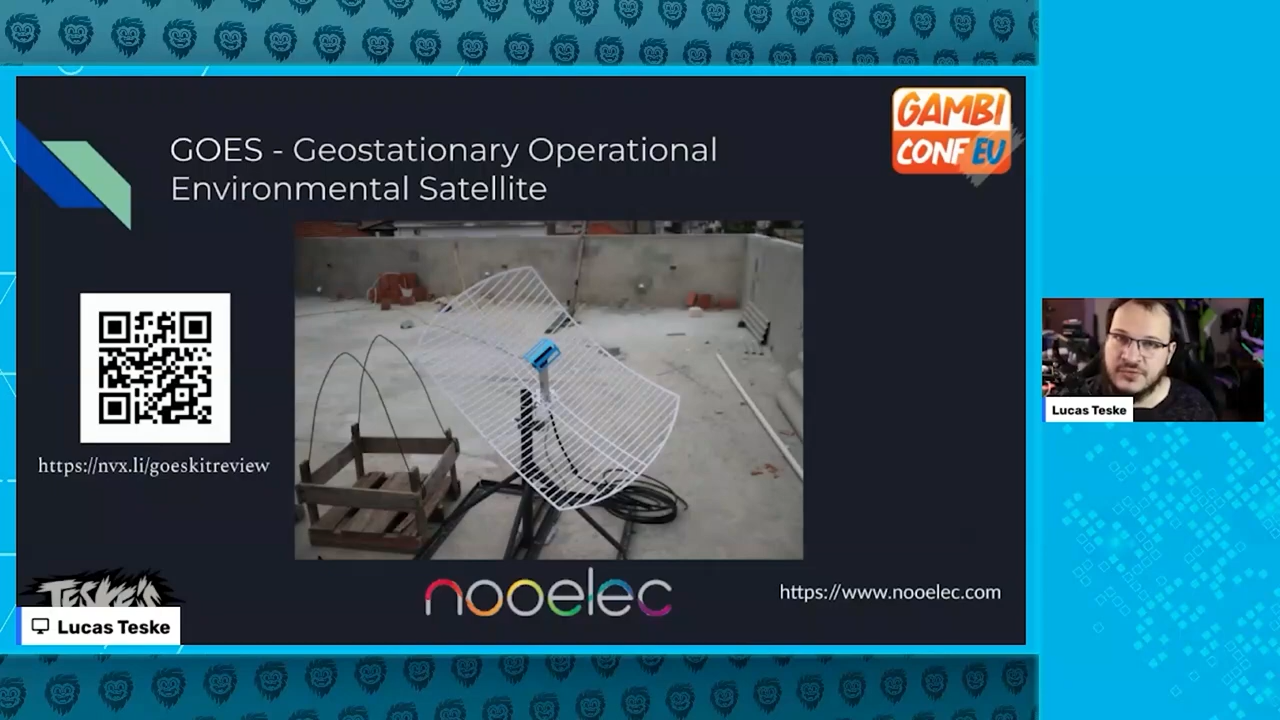 GOES - Geostationary Operational
Environmental Satellite
GAMBI
CONF EU
https://nvx.li/goeskitreview
TESKE'S
nooelec
https://www.nooelec.com
Lucas Teske
Lucas Teske